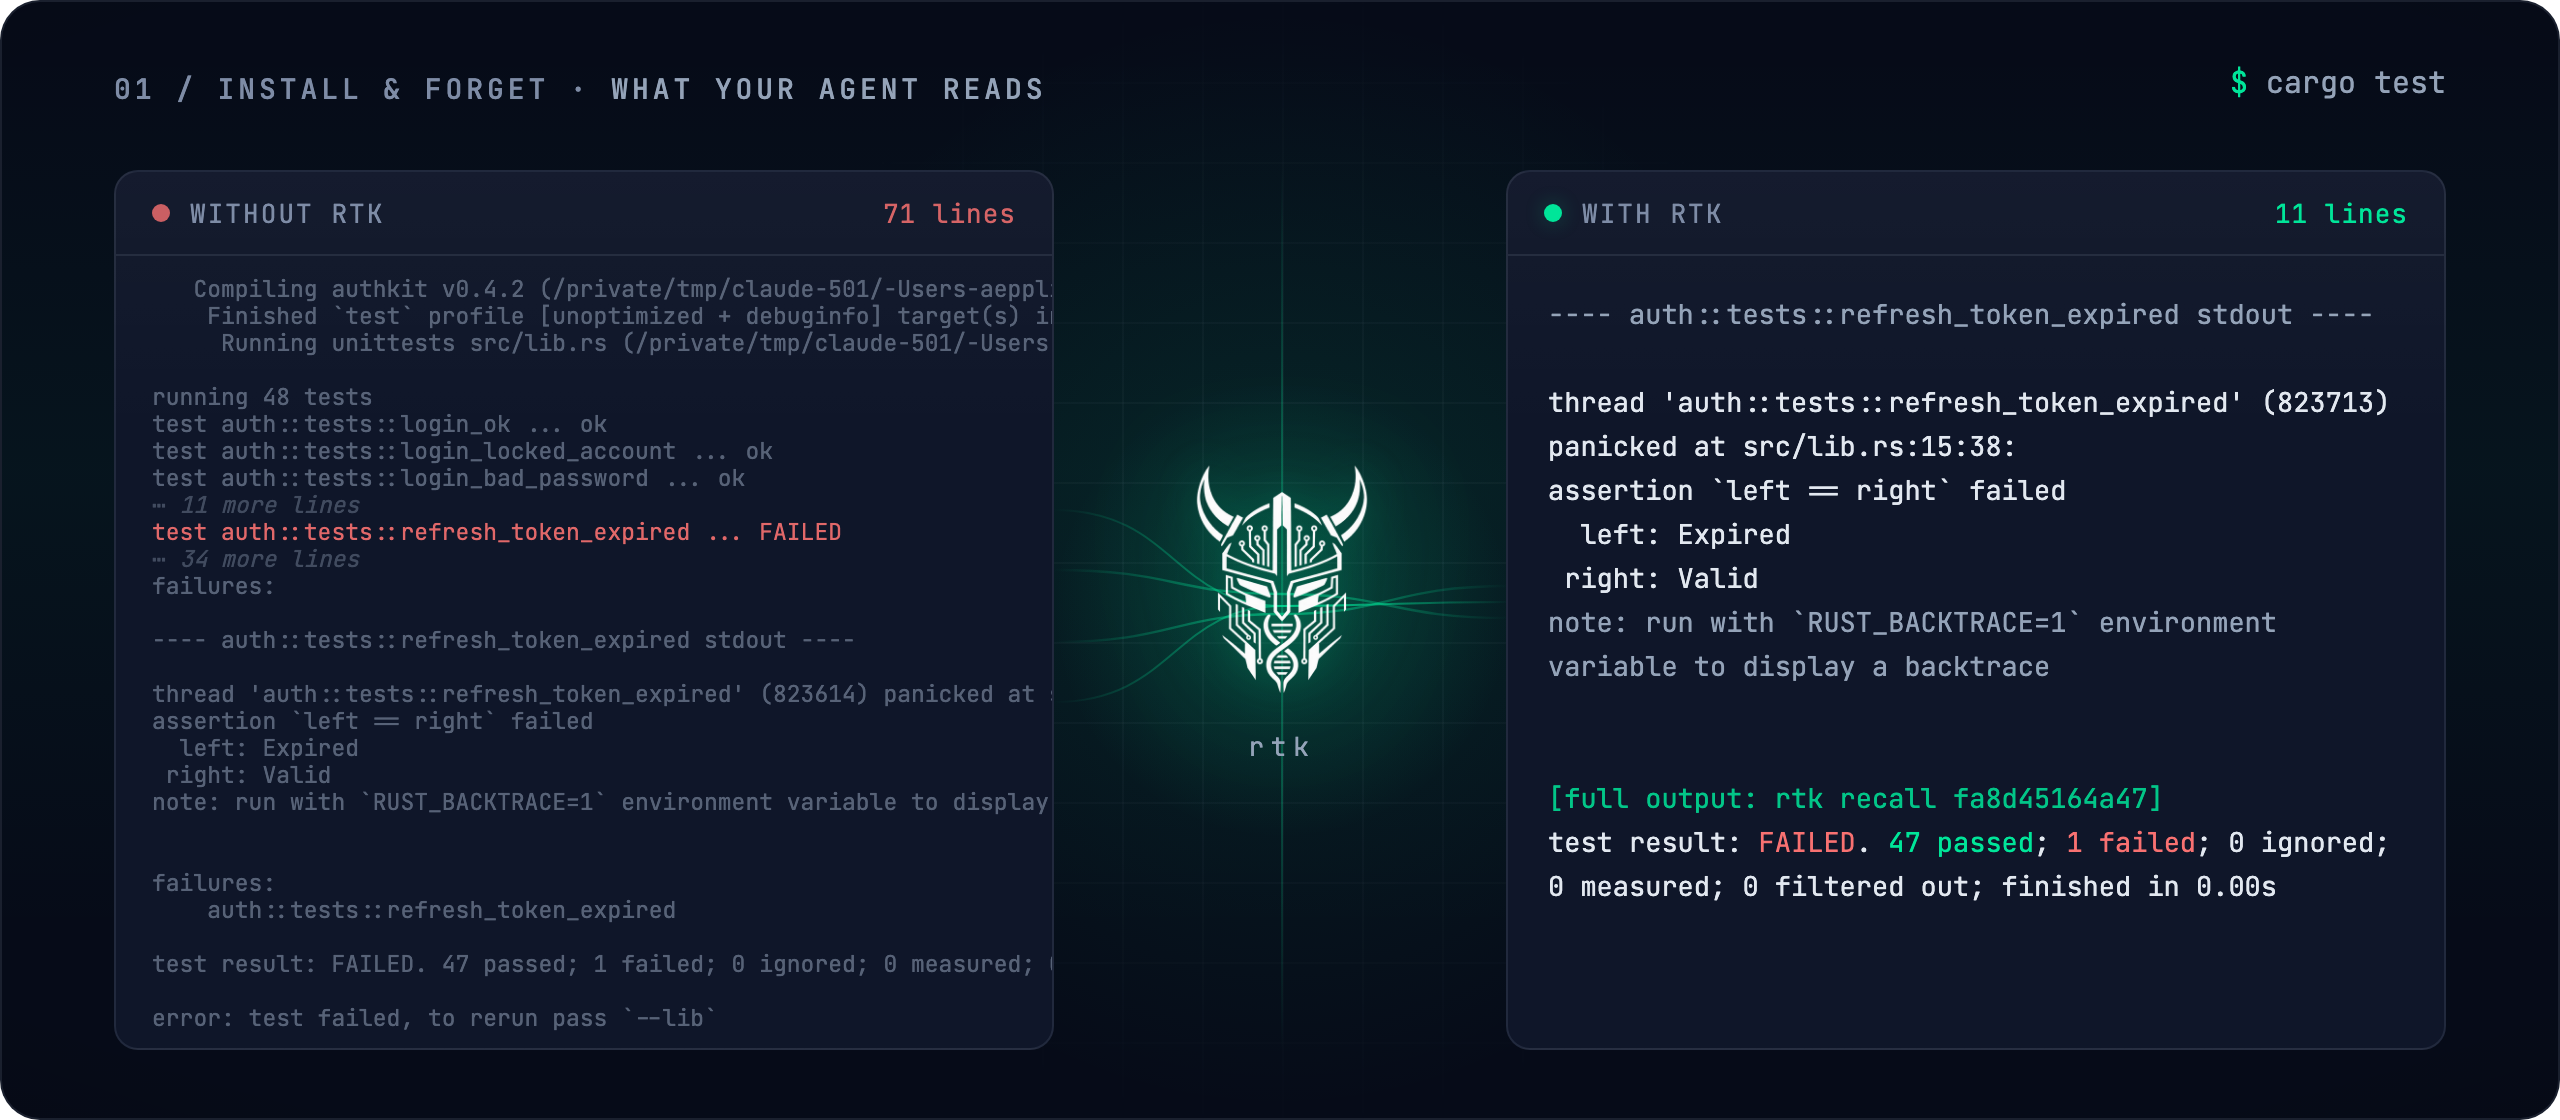 01 / INSTALL & FORGET · WHAT YOUR AGENT READS
$ cargo test
WITHOUT RTK
71 lines
Compiling authkit v0.4.2 (/private/tmp/claude-501/-Users-aeppl
Finished `test` profile [unoptimized + debuginfo] target(s) i
Running unittests src/lib.rs (/private/tmp/claude-501/-Users
running 48 tests
test auth::tests::login_ok ... ok
test auth::tests::login_locked_account ... ok
test auth::tests::login_bad_password ... ok
⋯ 11 more lines
test auth::tests::refresh_token_expired ... FAILED
⋯ 34 more lines
failures:
---- auth::tests::refresh_token_expired stdout ----
thread 'auth::tests::refresh_token_expired' (823614) panicked at
assertion `left == right` failed
left: Expired
right: Valid
note: run with `RUST_BACKTRACE=1` environment variable to display
failures:
auth::tests::refresh_token_expired
test result: FAILED. 47 passed; 1 failed; 0 ignored; 0 measured;
error: test failed, to rerun pass `--lib`
rtk
WITH RTK
11 lines
---- auth::tests::refresh_token_expired stdout ----
thread 'auth::tests::refresh_token_expired' (823713)
panicked at src/lib.rs:15:38:
assertion `left == right` failed
left: Expired
right: Valid
note: run with `RUST_BACKTRACE=1` environment
variable to display a backtrace
[full output: rtk recall fa8d45164a47]
test result: FAILED. 47 passed; 1 failed; 0 ignored;
0 measured; 0 filtered out; finished in 0.00s